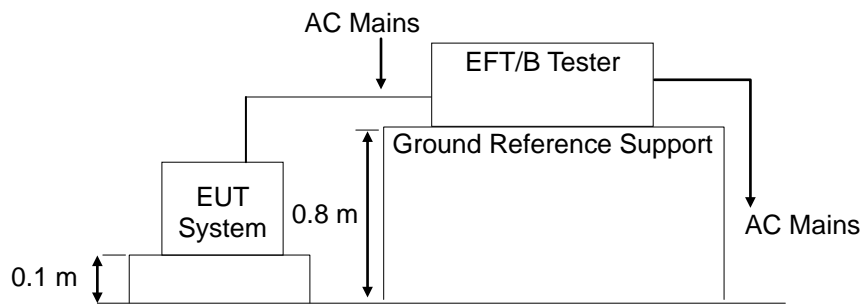 AC Mains
EFT/B Tester
Ground Reference Support
EUT
System
0.8 m
AC Mains
0.1 m